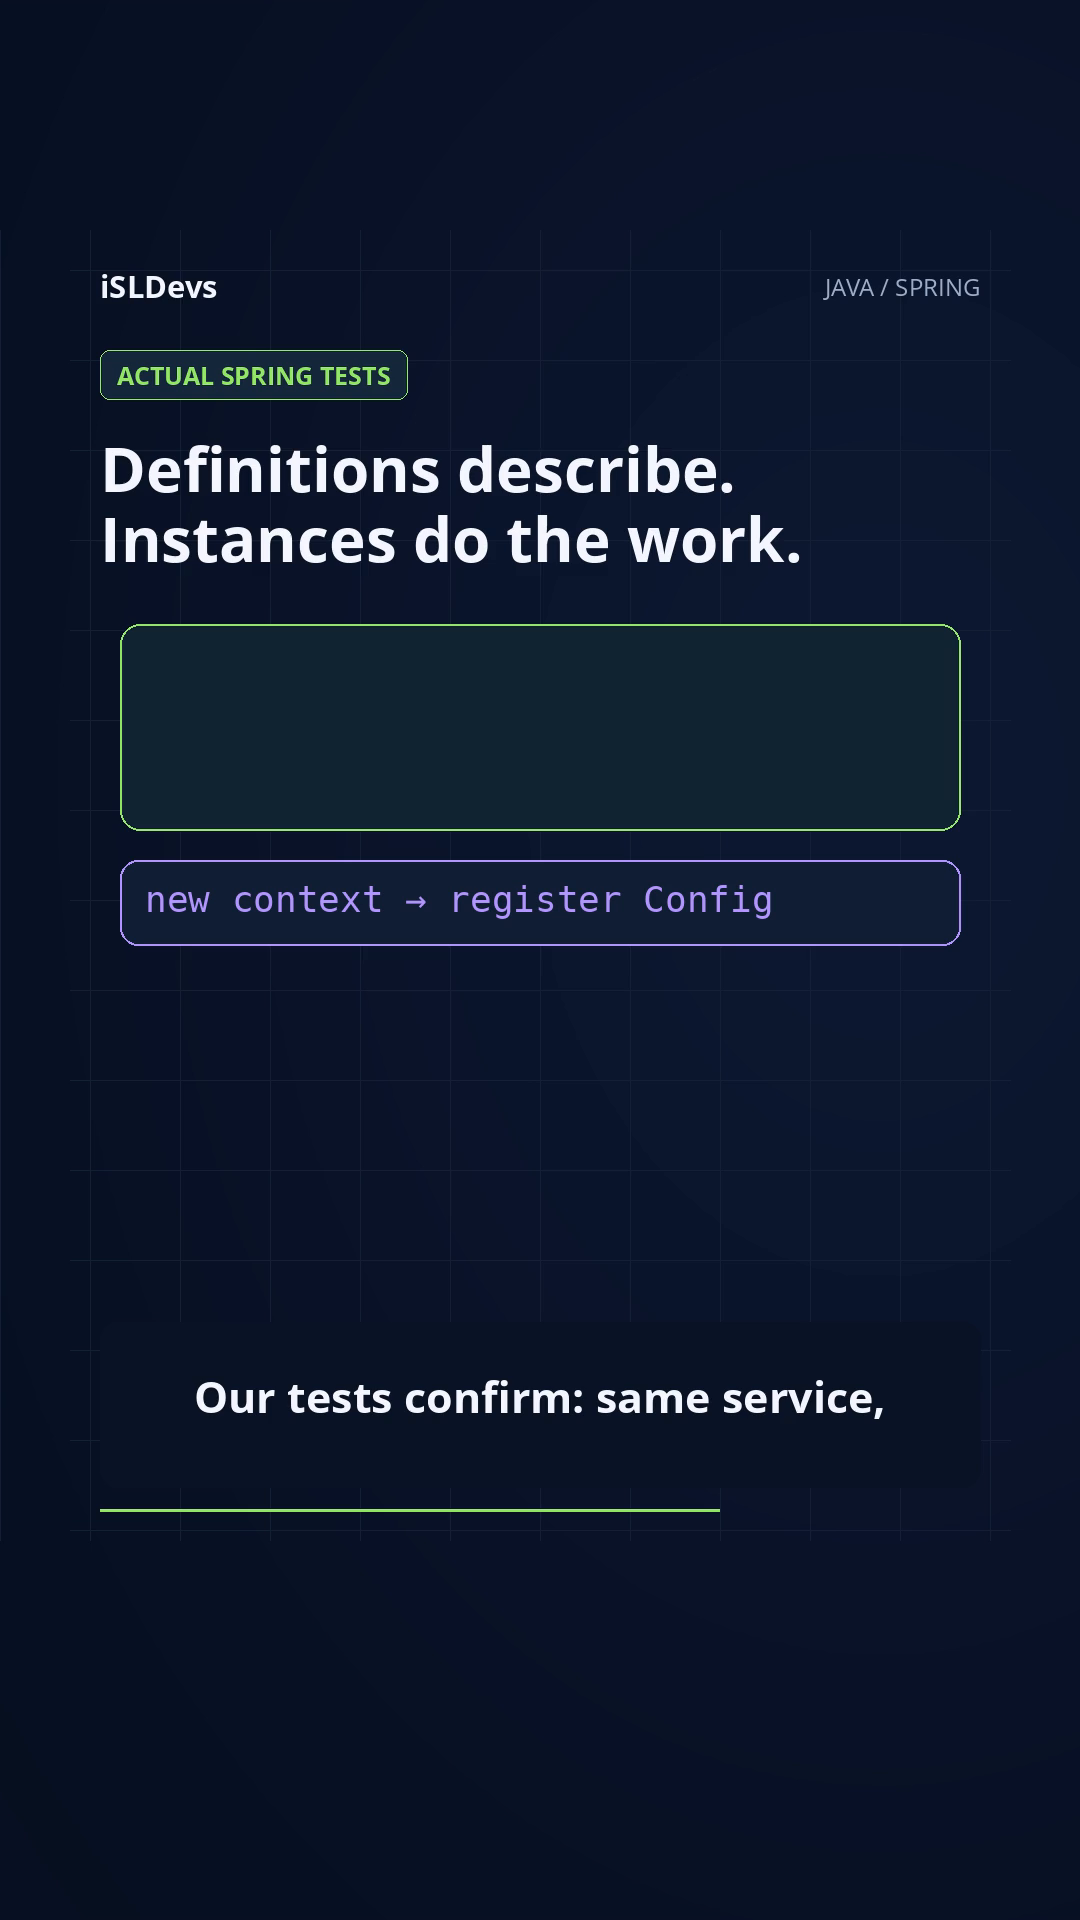 iSLDevs
JAVA / SPRING
ACTUAL SPRING TESTS
Definitions describe.
Instances do the work.
new context → register Config
Our tests confirm: same service,